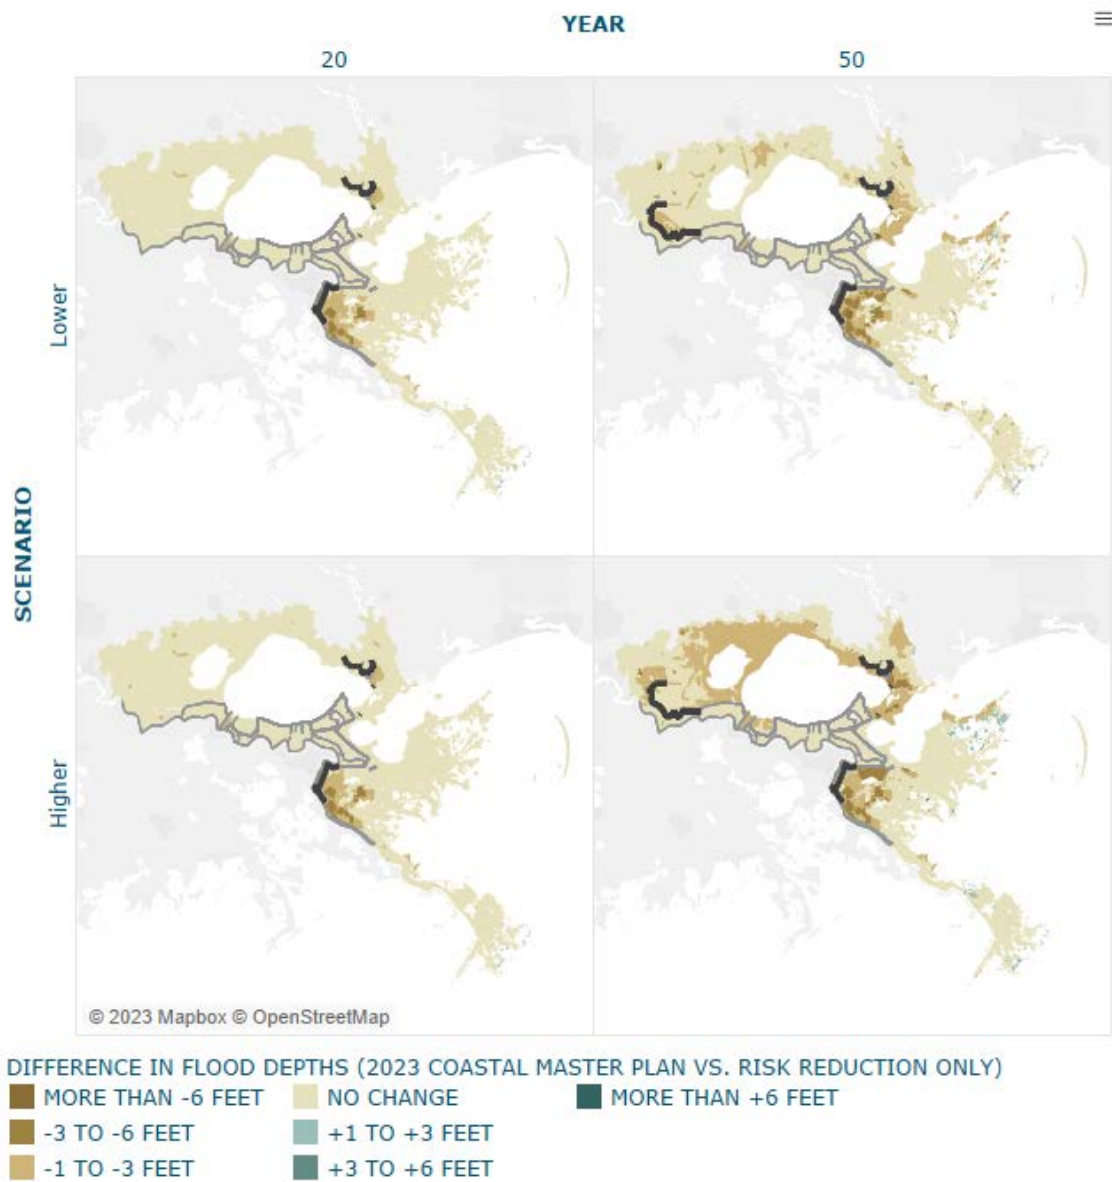 YEAR
20
50
SCENARIO
Lower
Higher
© 2023 Mapbox © OpenStreetMap
DIFFERENCE IN FLOOD DEPTHS (2023 COASTAL MASTER PLAN VS. RISK REDUCTION ONLY)
MORE THAN -6 FEET
NO CHANGE
MORE THAN +6 FEET
-3 TO -6 FEET
+1 TO +3 FEET
-1 TO -3 FEET
+3 TO +6 FEET